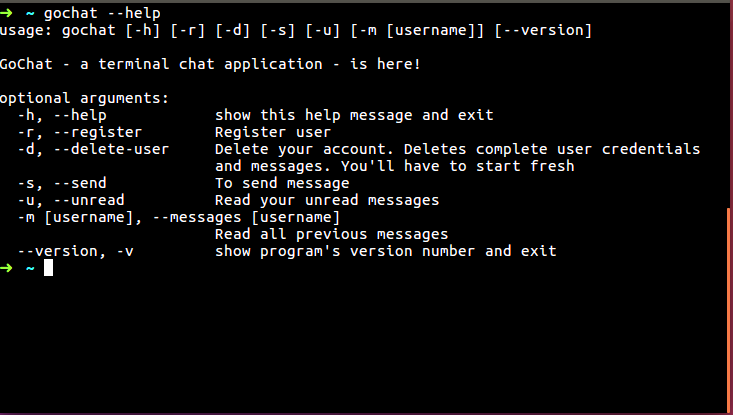 ➜ ~ gochat --help
usage: gochat [-h] [-r] [-d] [-s] [-u] [-m [username]] [--version]
GoChat - a terminal chat application - is here!
optional arguments:
-h, --help show this help message and exit
-r, --register Register user
-d, --delete-user Delete your account. Deletes complete user credentials
and messages. You'll have to start fresh
-s, --send To send message
-u, --unread Read your unread messages
-m [username], --messages [username]
Read all previous messages
--version, -v show program's version number and exit
➜ ~